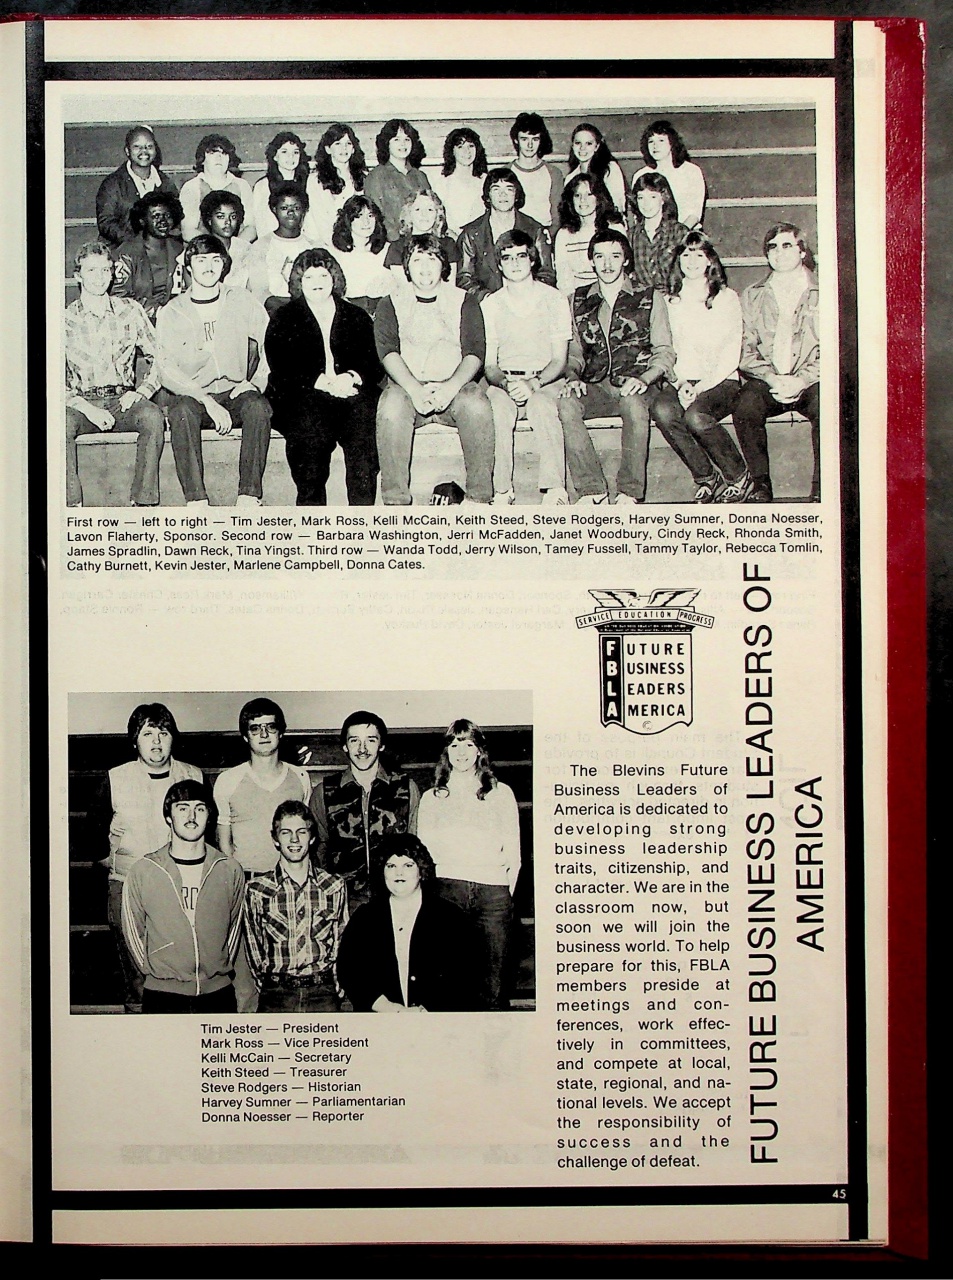 First row — left to right — Tim Jester, Mark Ross, Kelli McCain, Keith Steed, Steve Rodgers, Harvey Sumner, Donna Noesser,
Lavon Flaherty, Sponsor. Second row — Barbara Washington, Jerri McFadden, Janet Woodbury, Cindy Reck, Rhonda Smith,
James Spradlin, Dawn Reck, Tina Yingst. Third row — Wanda Todd, Jerry Wilson, Tamey Fussell, Tammy Taylor, Rebecca Tomlin,
Cathy Burnett, Kevin Jester, Marlene Campbell, Donna Cates.
SERVICE EDUCATION PROGRESS
FUTURE
BUSINESS
LEADERS
AMERICA
©
Tim Jester — President
Mark Ross — Vice President
Kelli McCain — Secretary
Keith Steed — Treasurer
Steve Rodgers — Historian
Harvey Sumner — Parliamentarian
Donna Noesser — Reporter
The Blevins Future
Business Leaders of
America is dedicated to
developing strong
business leadership
traits, citizenship, and
character. We are in the
classroom now, but
soon we will join the
business world. To help
prepare for this, FBLA
members preside at
meetings and con-
ferences, work effec-
tively in committees,
and compete at local,
state, regional, and na-
tional levels. We accept
the responsibility of
success and the
challenge of defeat.
FUTURE BUSINESS LEADERS OF
AMERICA
45